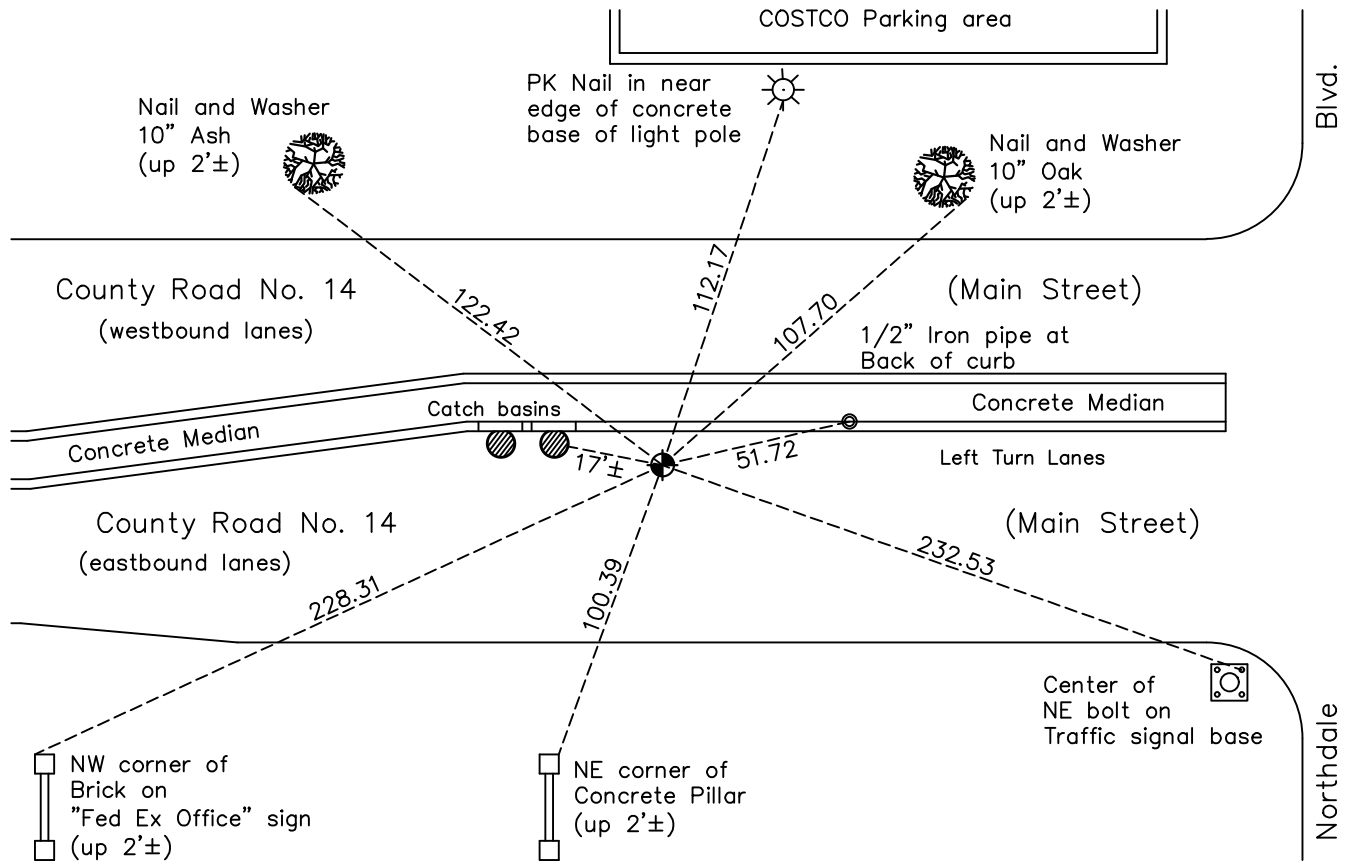 COSTCO Parking area
PK Nail in near
edge of concrete
base of light pole
Nail and Washer
10” Ash
(up 2’±)
Nail and Washer
10” Oak
(up 2’±)
Blvd.
County Road No. 14
(westbound lanes)
122.42
112.17
107.70
(Main Street)
1/2” Iron pipe at
Back of curb
Catch basins
Concrete Median
Concrete Median
17’±
51.72
Left Turn Lanes
County Road No. 14
(eastbound lanes)
(Main Street)
228.31
100.39
232.53
Center of
NE bolt on
Traffic signal base
NW corner of
Brick on
”Fed Ex Office” sign
(up 2’±)
NE corner of
Concrete Pillar
(up 2’±)
Northdale